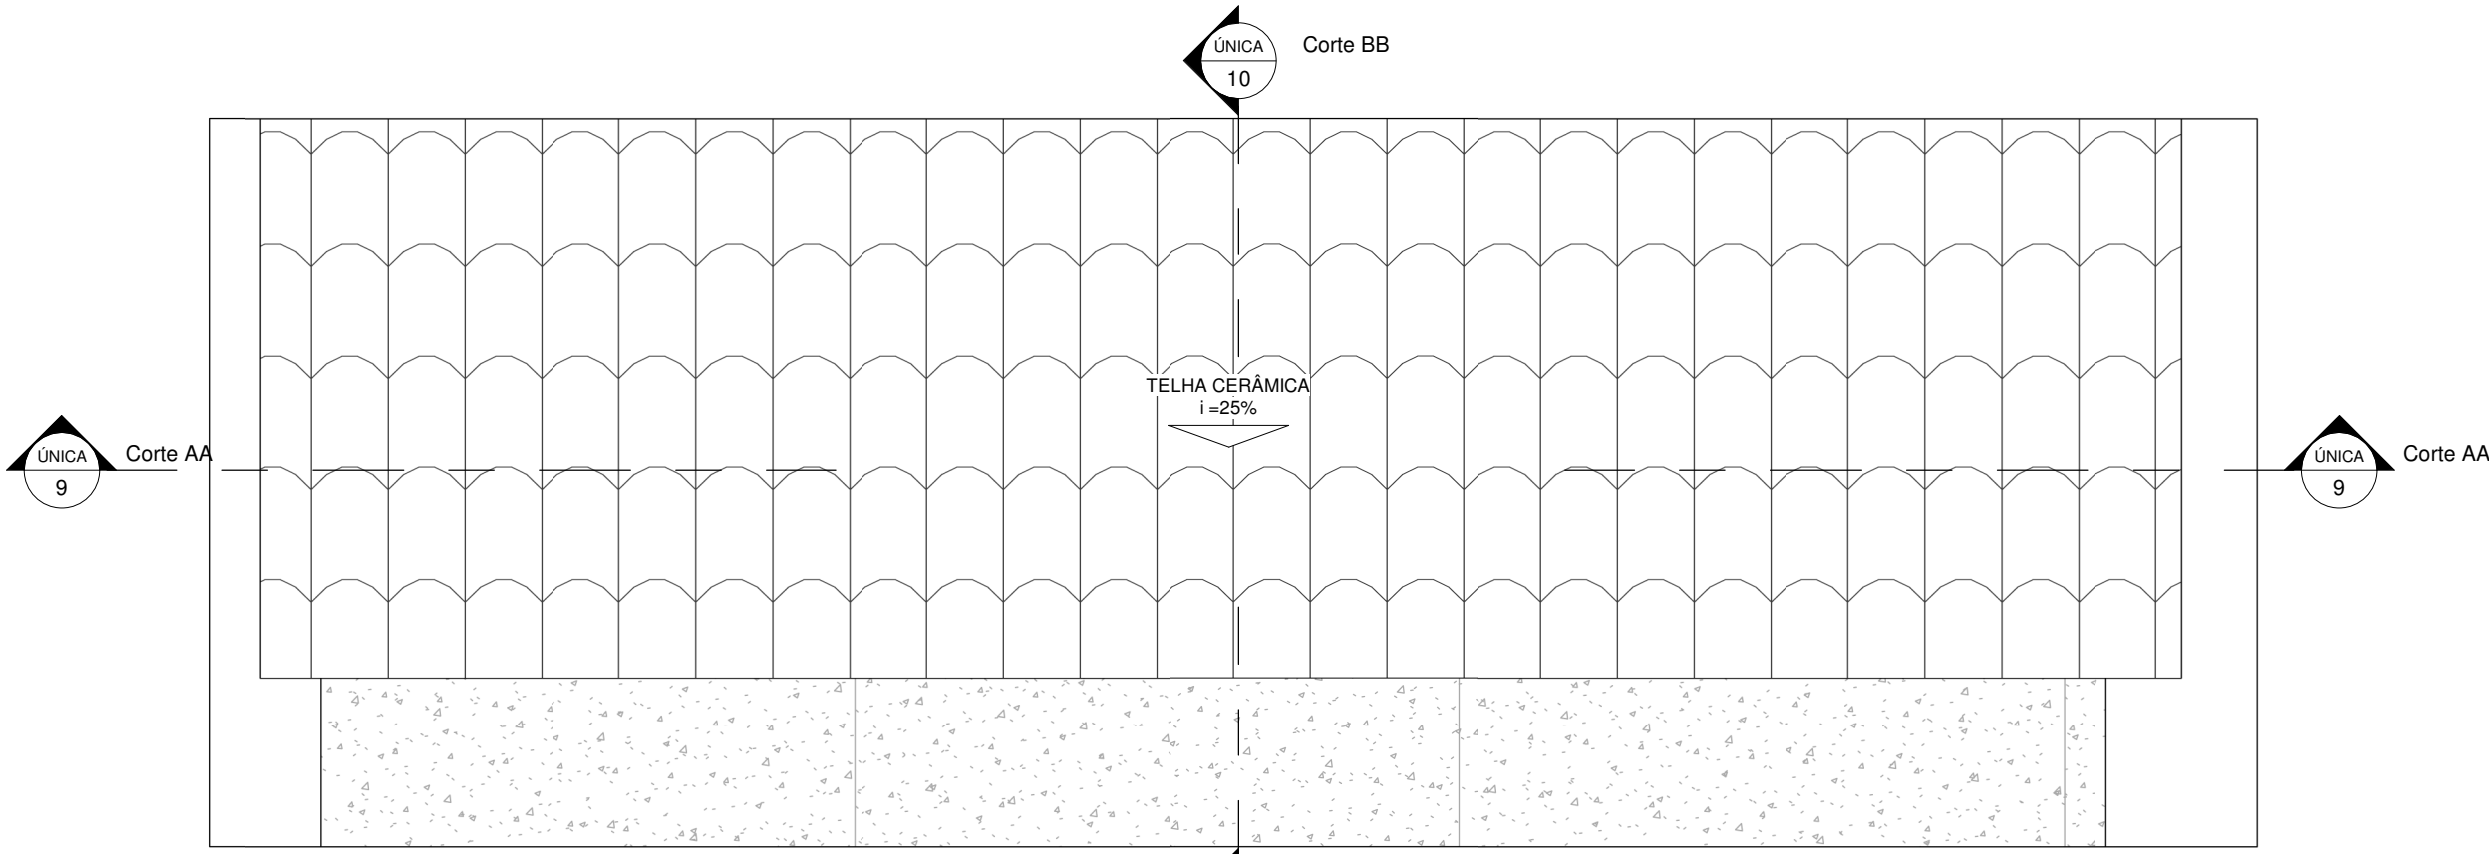 ÚNICA
10
Corte BB
TELHA CERÂMICA
i =25%
ÚNICA
9
Corte AA
ÚNICA
9
Corte AA